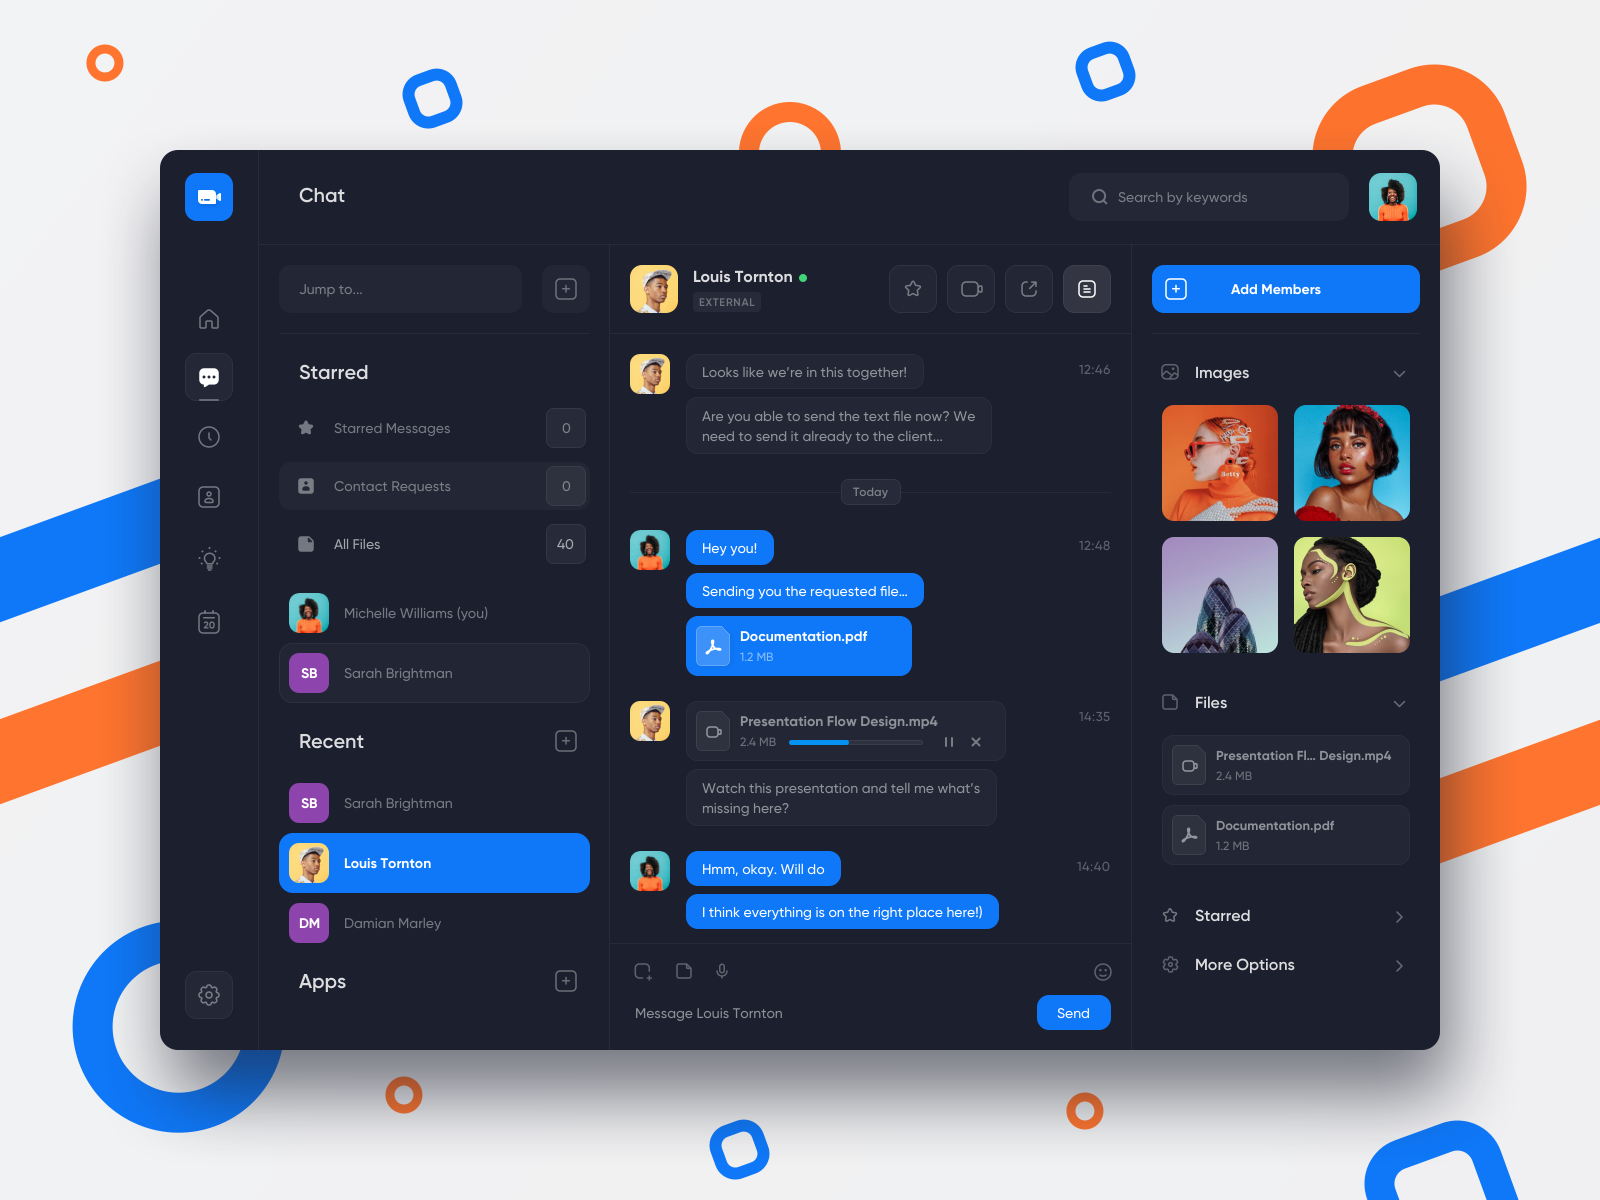 Chat
Search by keywords
Jump to...
Starred
Starred Messages
0
Contact Requests
0
All Files
40
Michelle Williams (you)
SB
Sarah Brightman
Recent
SB
Sarah Brightman
Louis Tornton
DM
Damian Marley
Apps
20
Louis Tornton
EXTERNAL
Looks like we're in this together!
12:46
Are you able to send the text file now? We
need to send it already to the client...
Today
Hey you!
12:48
Sending you the requested file...
Documentation.pdf
1.2 MB
Presentation Flow Design.mp4
2.4 MB
14:35
Watch this presentation and tell me what's
missing here?
Hmm, okay. Will do
14:40
I think everything is on the right place here!)
Message Louis Tornton
Send
Add Members
Images
Betty
Files
Presentation Fl... Design.mp4
2.4 MB
Documentation.pdf
1.2 MB
Starred
More Options